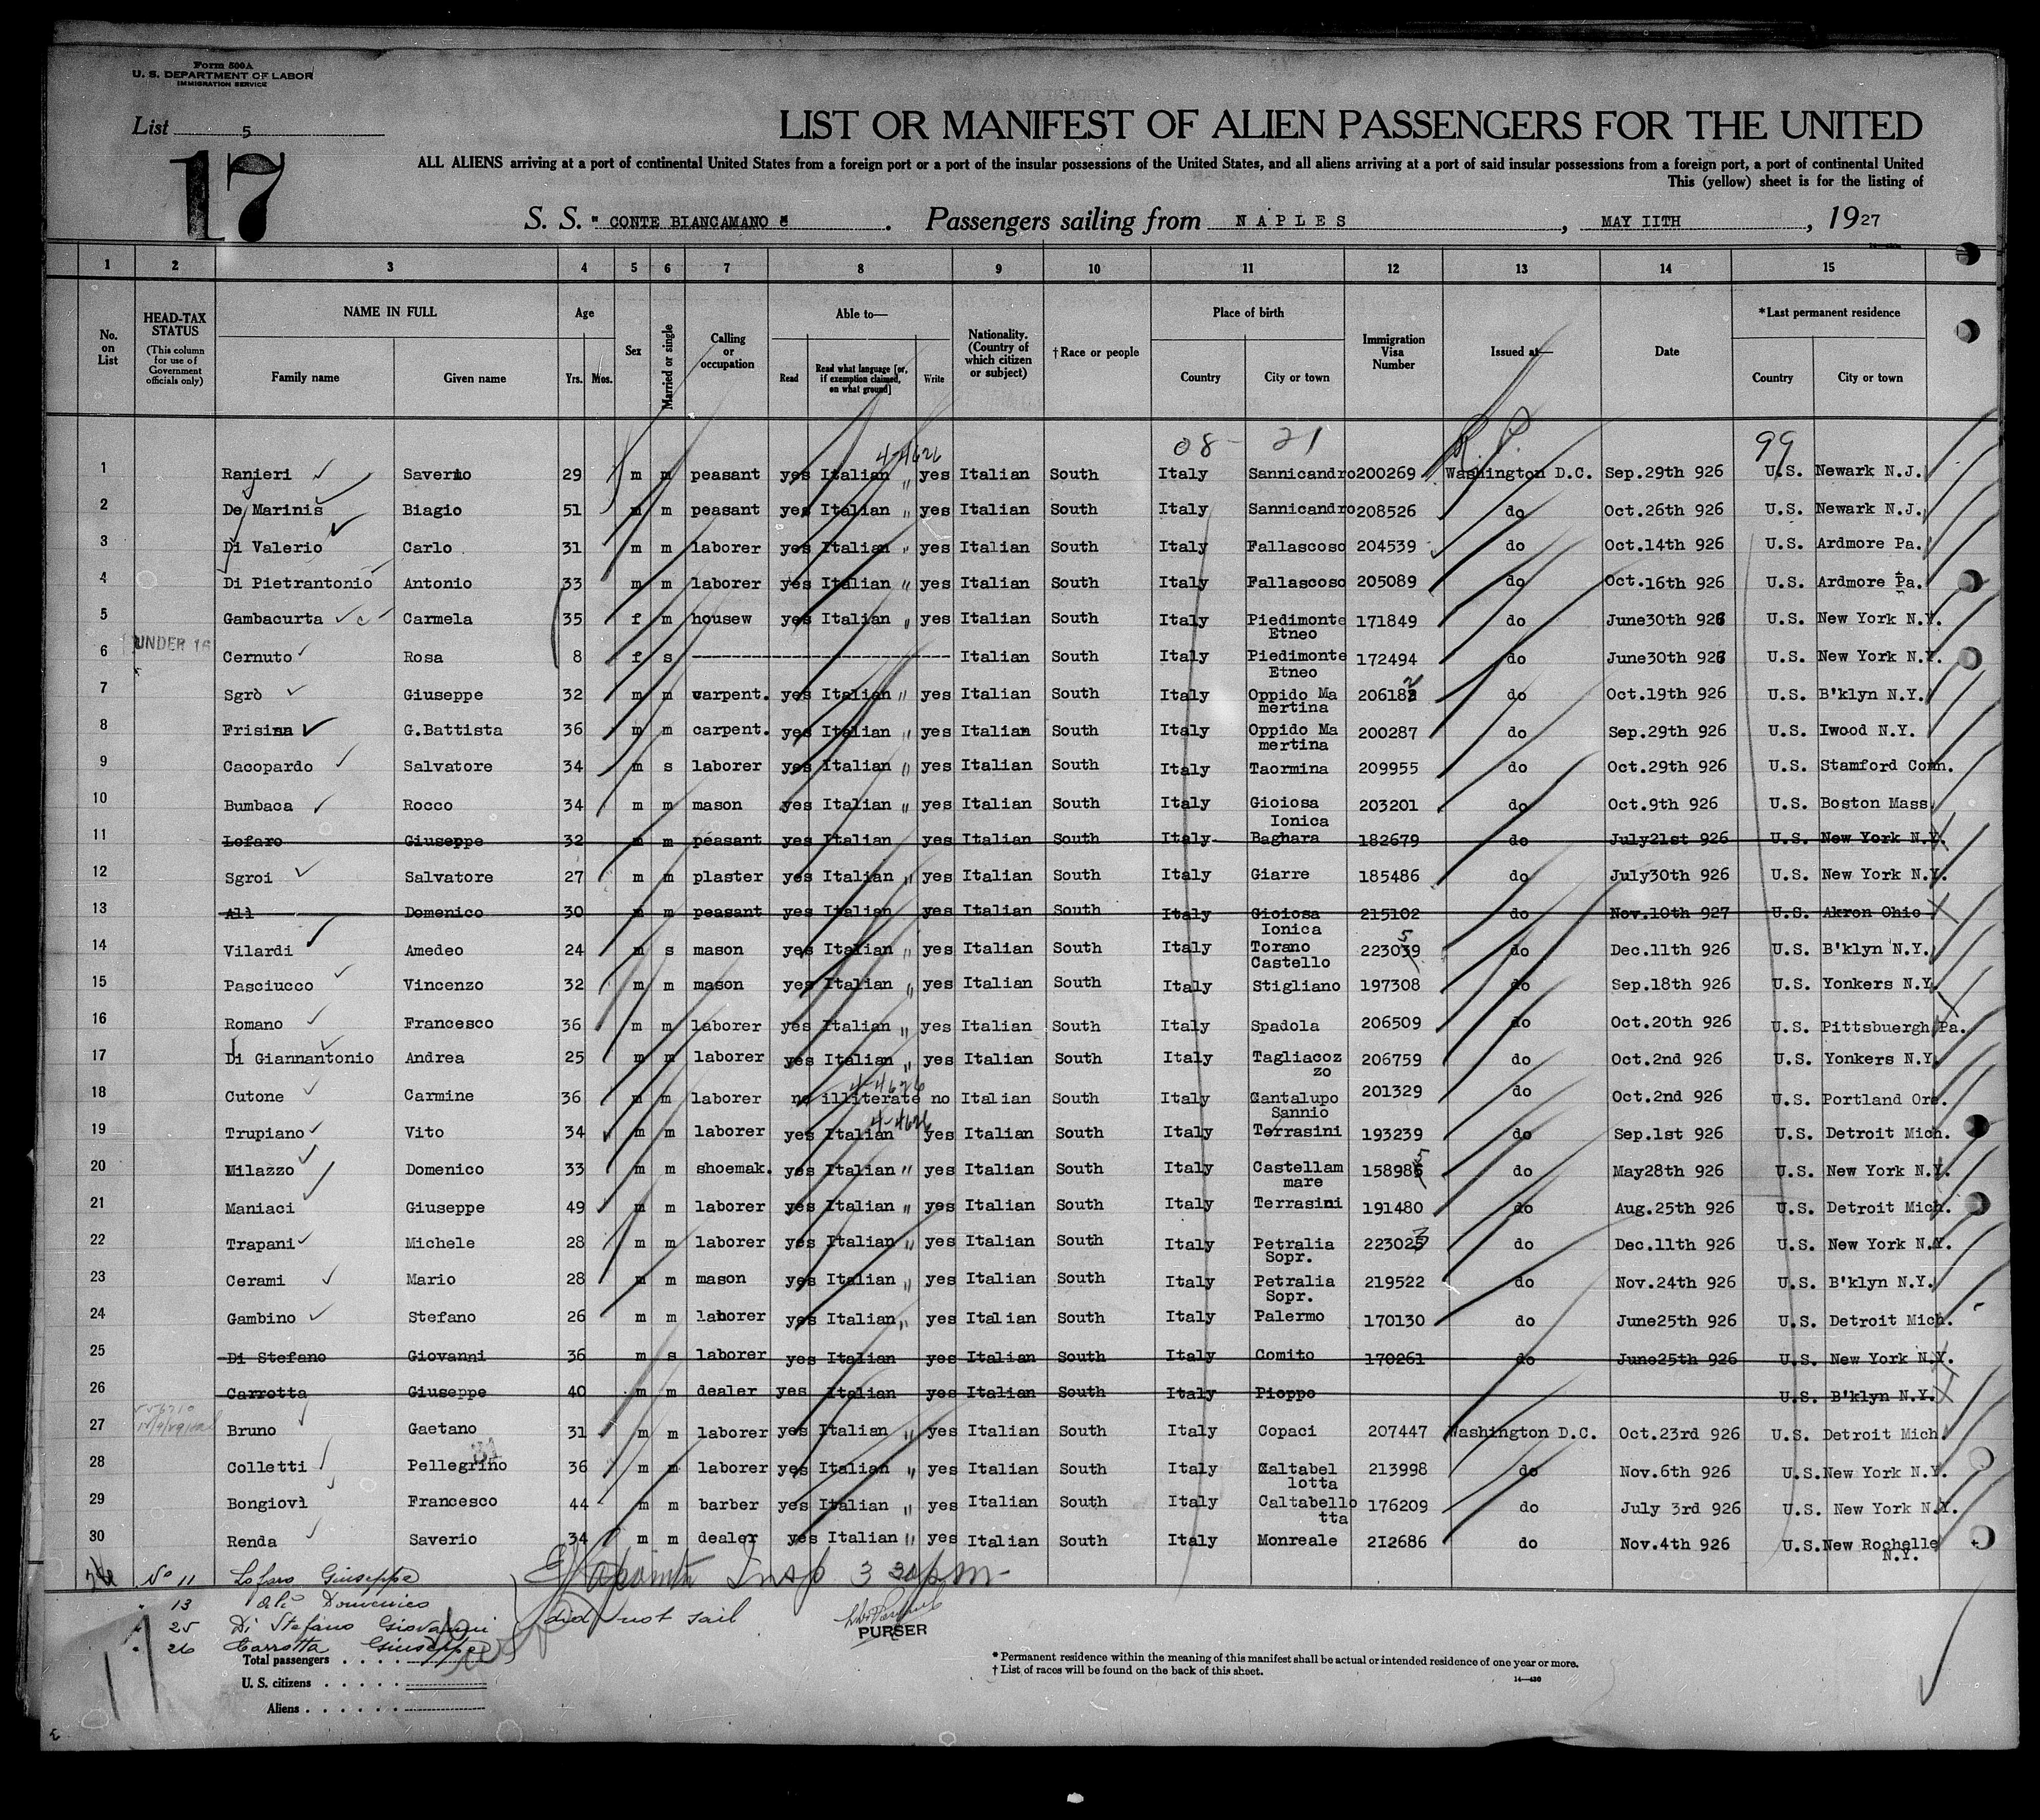 Form 500A
U. S. DEPARTMENT OF LABOR
IMMIGRATION SERVICE
List 5
17
LIST OR MANIFEST OF ALIEN PASSENGERS FOR THE UNITED
ALL ALIENS arriving at a port of continental United States from a foreign port or a port of the insular possessions of the United States, and all aliens arriving at a port of said insular possessions from a foreign port, a port of continental United
This (yellow) sheet is for the listing of
S. S. " CONTE BIANCAMANO " . Passengers sailing from NAPLES , MAY IITH , 1927
1 2 3 4 5 6 7 8 9 10 11 12 13 14 15
No. on List
HEAD-TAX STATUS (This column for use of Government officials only)
NAME IN FULL
Family name Given name
Age
Yrs. Mos.
Sex
Married or single
Calling or occupation
Able to—
Read Read what language [or, if exemption claimed, on what ground] Write
Nationality. (Country of which citizen or subject)
† Race or people
Place of birth
Country City or town
Immigration Visa Number
Issued at—
Date
*Last permanent residence
Country City or town
08- 21 99
4-4626
1 Ranieri Saverio 29 m m peasant yes Italian yes Italian South Italy Sannicandro 200269 Washington D.C. Sep.29th 926 U.S. Newark N.J.
2 De Marinis Biagio 51 m m peasant yes Italian " yes Italian South Italy Sannicandro 208526 do Oct.26th 926 U.S. Newark N.J.
3 Di Valerio Carlo 31 m m laborer yes Italian " yes Italian South Italy Fallascoso 204539 do Oct.14th 926 U.S. Ardmore Pa.
4 Di Pietrantonio Antonio 33 m m laborer yes Italian " yes Italian South Italy Fallascoso 205089 do Oct.16th 926 U.S. Ardmore Pa.
5 Gambacurta Carmela 35 f m housew yes Italian " yes Italian South Italy Piedimonte Etneo 171849 do June30th 926 U.S. New York N.Y.
UNDER 16
6 Cernuto Rosa 8 f s ---------------- Italian South Italy Piedimonte Etneo 172494 do June30th 926 U.S. New York N.Y.
7 Sgrò Giuseppe 32 m m carpent. yes Italian " yes Italian South Italy Oppido Ma mertina 206182 do Oct.19th 926 U.S. B'klyn N.Y.
8 Frisina G.Battista 36 m m carpent. yes Italian " yes Italian South Italy Oppido Ma mertina 200287 do Sep.29th 926 U.S. Iwood N.Y.
9 Cacopardo Salvatore 34 m s laborer yes Italian " yes Italian South Italy Taormina 209955 do Oct.29th 926 U.S. Stamford Conn.
10 Bumbaca Rocco 34 m m mason yes Italian " yes Italian South Italy Gioiosa Ionica 203201 do Oct.9th 926 U.S. Boston Mass
11 Lofaro Giuseppe 32 m m peasant yes Italian yes Italian South Italy Baghara 182679 do July21st 926 U.S. New York N.Y.
12 Sgroi Salvatore 27 m m plaster yes Italian " yes Italian South Italy Giarre 185486 do July30th 926 U.S. New York N.Y.
13 Alì Domenico 30 m m peasant yes Italian yes Italian South Italy Gioiosa Ionica 215102 do Nov.10th 927 U.S. Akron Ohio
14 Vilardi Amedeo 24 m s mason yes Italian " yes Italian South Italy Torano Castello 223039 5 do Dec.11th 926 U.S. B'klyn N.Y.
15 Pasciucco Vincenzo 32 m m mason yes Italian " yes Italian South Italy Stigliano 197308 do Sep.18th 926 U.S. Yonkers N.Y.
16 Romano Francesco 36 m m laborer yes Italian " yes Italian South Italy Spadola 206509 do Oct.20th 926 U.S. Pittsbuergh Pa.
17 Di Giannantonio Andrea 25 m m laborer yes Italian " yes Italian South Italy Tagliacoz zo 206759 do Oct.2nd 926 U.S. Yonkers N.Y.
4-4626
18 Cutone Carmine 36 m m laborer no illiterate no Italian South Italy Cantalupo Sannio 201329 do Oct.2nd 926 U.S. Portland Ore.
4-4626
19 Trupiano Vito 34 m m laborer yes Italian yes Italian South Italy Terrasini 193239 do Sep.1st 926 U.S. Detroit Mich.
20 Milazzo Domenico 33 m m shoemak. yes Italian " yes Italian South Italy Castellam mare 158985 do May28th 926 U.S. New York N.Y.
21 Maniaci Giuseppe 49 m m laborer yes Italian " yes Italian South Italy Terrasini 191480 do Aug.25th 926 U.S. Detroit Mich.
22 Trapani Michele 28 m m laborer yes Italian " yes Italian South Italy Petralia Sopr. 223023 do Dec.11th 926 U.S. New York N.Y.
23 Cerami Mario 28 m m mason yes Italian " yes Italian South Italy Petralia Sopr. 219522 do Nov.24th 926 U.S. B'klyn N.Y.
24 Gambino Stefano 26 m m laborer yes Italian " yes Italian South Italy Palermo 170130 do June25th 926 U.S. Detroit Mich.
25 Di Stefano Giovanni 36 m s laborer yes Italian yes Italian South Italy Comito 170261 do June25th 926 U.S. New York N.Y.
26 Carrotta Giuseppe 40 m m dealer yes Italian yes Italian South Italy Pioppo U.S. B'klyn N.Y.
27 Bruno Gaetano 31 m m laborer yes Italian " yes Italian South Italy Copaci 207447 Washington D.C. Oct.23rd 926 U.S. Detroit Mich.
28 Colletti Pellegrino 36 m m laborer yes Italian " yes Italian South Italy Caltabel lotta 213998 do Nov.6th 926 U.S. New York N.Y.
29 Bongiovì Francesco 44 m m barber yes Italian " yes Italian South Italy Caltabello tta 176209 do July 3rd 926 U.S. New York N.Y.
30 Renda Saverio 34 m m dealer yes Italian " yes Italian South Italy Monreale 2I2686 do Nov.4th 926 U.S. New Rochelle N.Y.
Insp 3 30 pm
No 11 Lofaro Giuseppe
" 13 Alì Domenico
" 25 Di Stefano Giovanni
" 26 Carrotta Giuseppe
did not sail
PURSER
Total passengers . . . .
U. S. citizens . . . . .
Aliens . . . . . .
* Permanent residence within the meaning of this manifest shall be actual or intended residence of one year or more.
† List of races will be found on the back of this sheet.
14—430